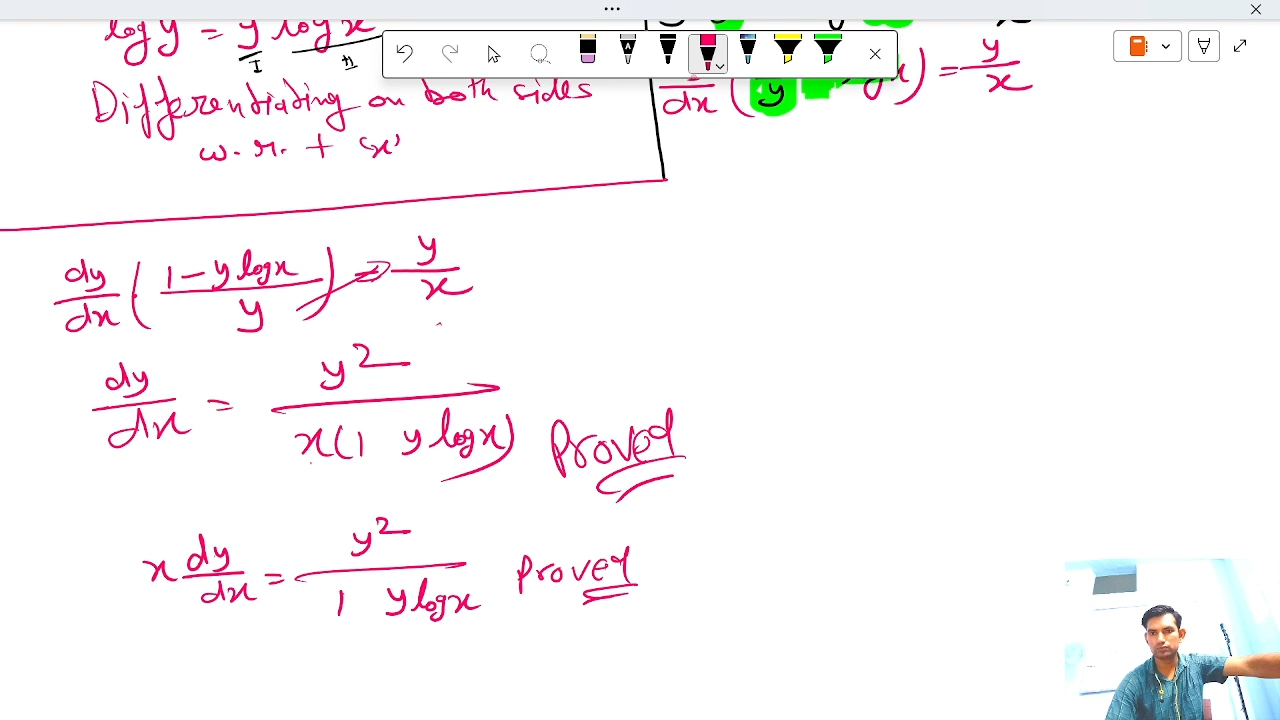 log y = y log x
I II
Differentiating on both sides
w.r.t 'x'
y/x
dx ( y ) = y/x
dy/dx ( 1 - y log x / y ) = y/x
dy/dx = y² / x(1 y log x) Proved
x dy/dx = y² / 1 y log x Proved